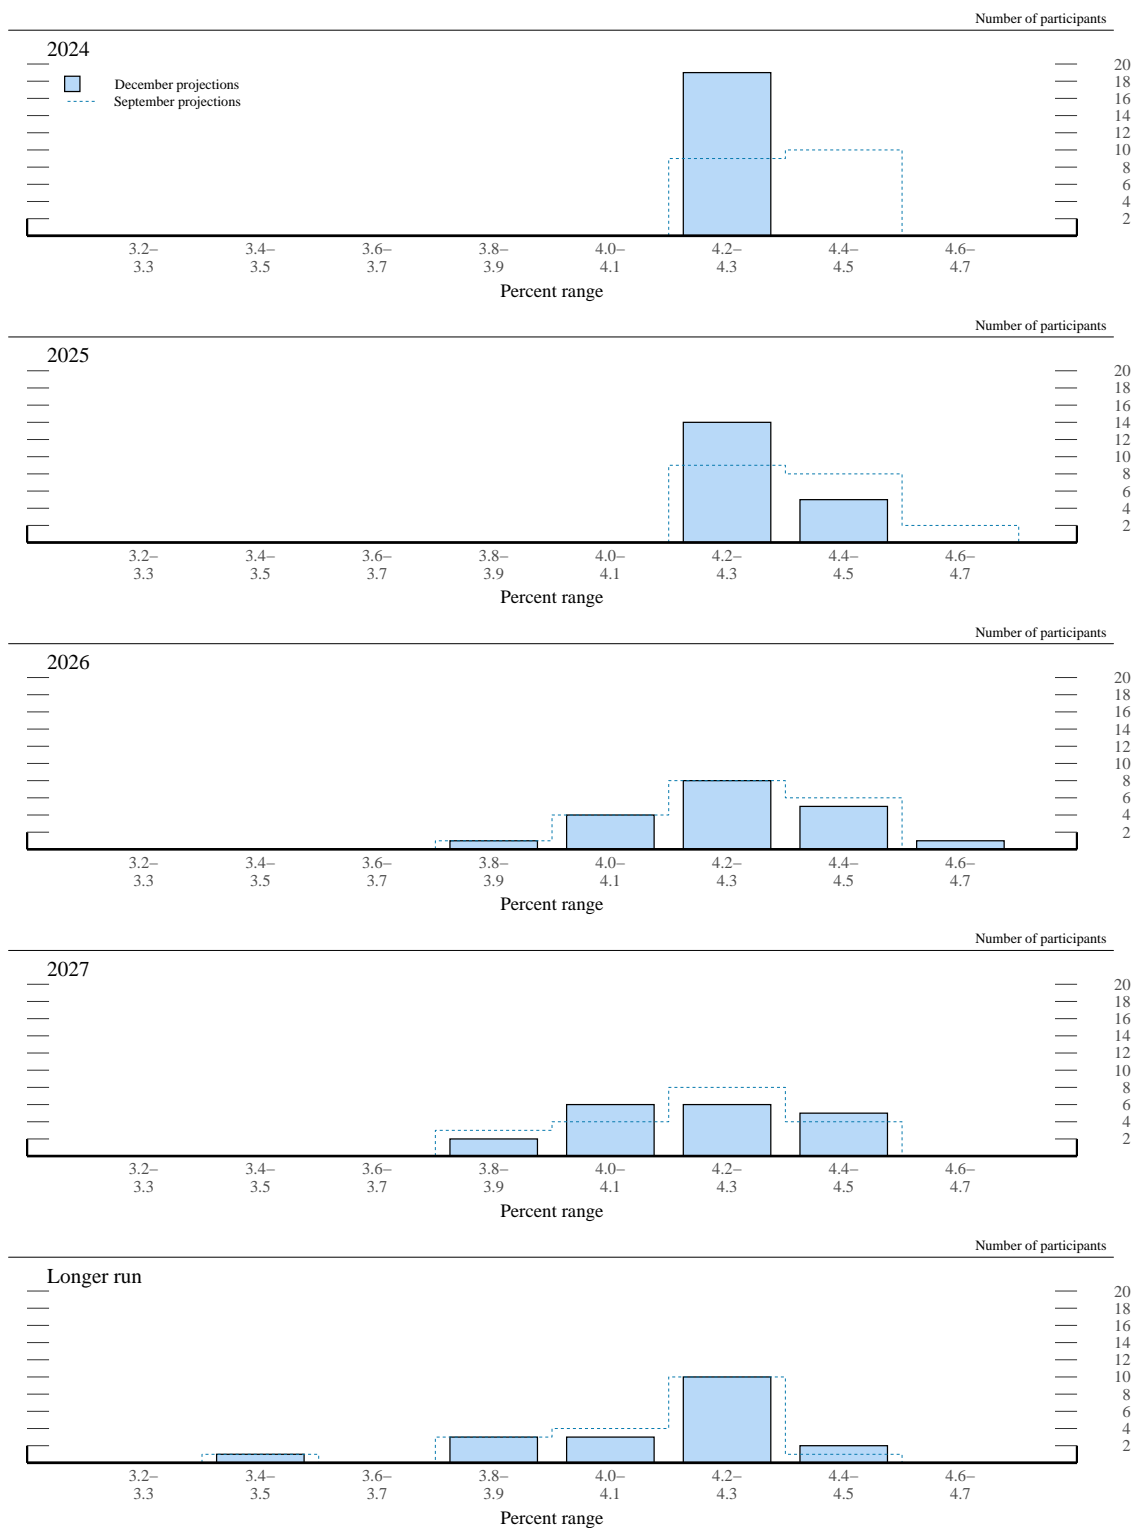 Number of participants
2024
December projections
September projections
20
18
16
14
12
10
8
6
4
2
3.2– 3.4– 3.6– 3.8– 4.0– 4.2– 4.4– 4.6–
3.3 3.5 3.7 3.9 4.1 4.3 4.5 4.7
Percent range
Number of participants
2025
20
18
16
14
12
10
8
6
4
2
3.2– 3.4– 3.6– 3.8– 4.0– 4.2– 4.4– 4.6–
3.3 3.5 3.7 3.9 4.1 4.3 4.5 4.7
Percent range
Number of participants
2026
20
18
16
14
12
10
8
6
4
2
3.2– 3.4– 3.6– 3.8– 4.0– 4.2– 4.4– 4.6–
3.3 3.5 3.7 3.9 4.1 4.3 4.5 4.7
Percent range
Number of participants
2027
20
18
16
14
12
10
8
6
4
2
3.2– 3.4– 3.6– 3.8– 4.0– 4.2– 4.4– 4.6–
3.3 3.5 3.7 3.9 4.1 4.3 4.5 4.7
Percent range
Number of participants
Longer run
20
18
16
14
12
10
8
6
4
2
3.2– 3.4– 3.6– 3.8– 4.0– 4.2– 4.4– 4.6–
3.3 3.5 3.7 3.9 4.1 4.3 4.5 4.7
Percent range